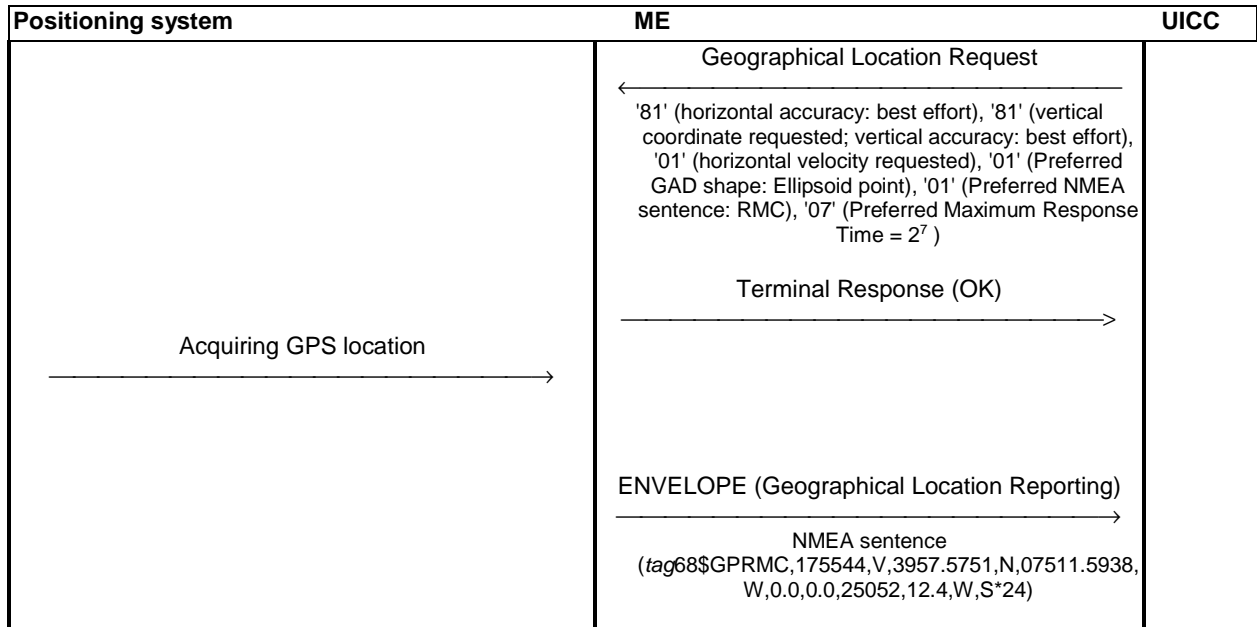 Positioning system ME UICC
Geographical Location Request
'81' (horizontal accuracy: best effort), '81' (vertical
coordinate requested; vertical accuracy: best effort),
'01' (horizontal velocity requested), '01' (Preferred
GAD shape: Ellipsoid point), '01' (Preferred NMEA
sentence: RMC), '07' (Preferred Maximum Response
Time = 2⁷ )
Terminal Response (OK)
Acquiring GPS location
ENVELOPE (Geographical Location Reporting)
NMEA sentence
(tag68$GPRMC,175544,V,3957.5751,N,07511.5938,
W,0.0,0.0,25052,12.4,W,S*24)